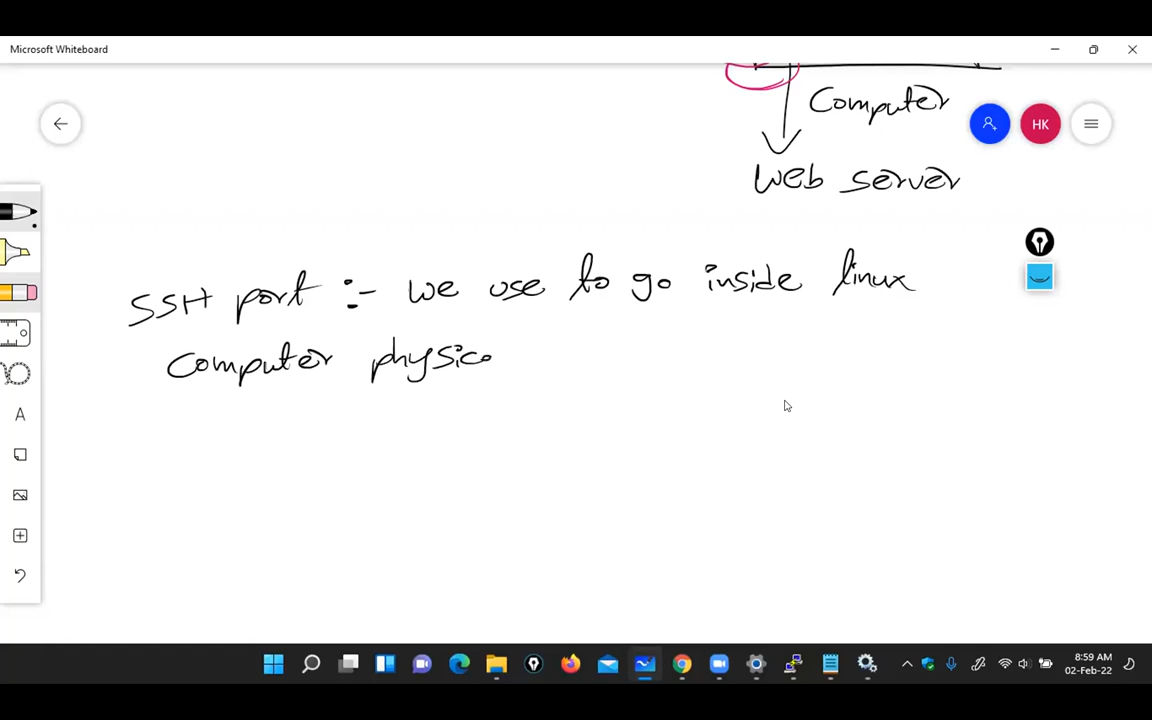 Microsoft Whiteboard
Computer
HK
Web server
SSH port :- we use to go inside linux
computer physica
A
8:59 AM
02-Feb-22